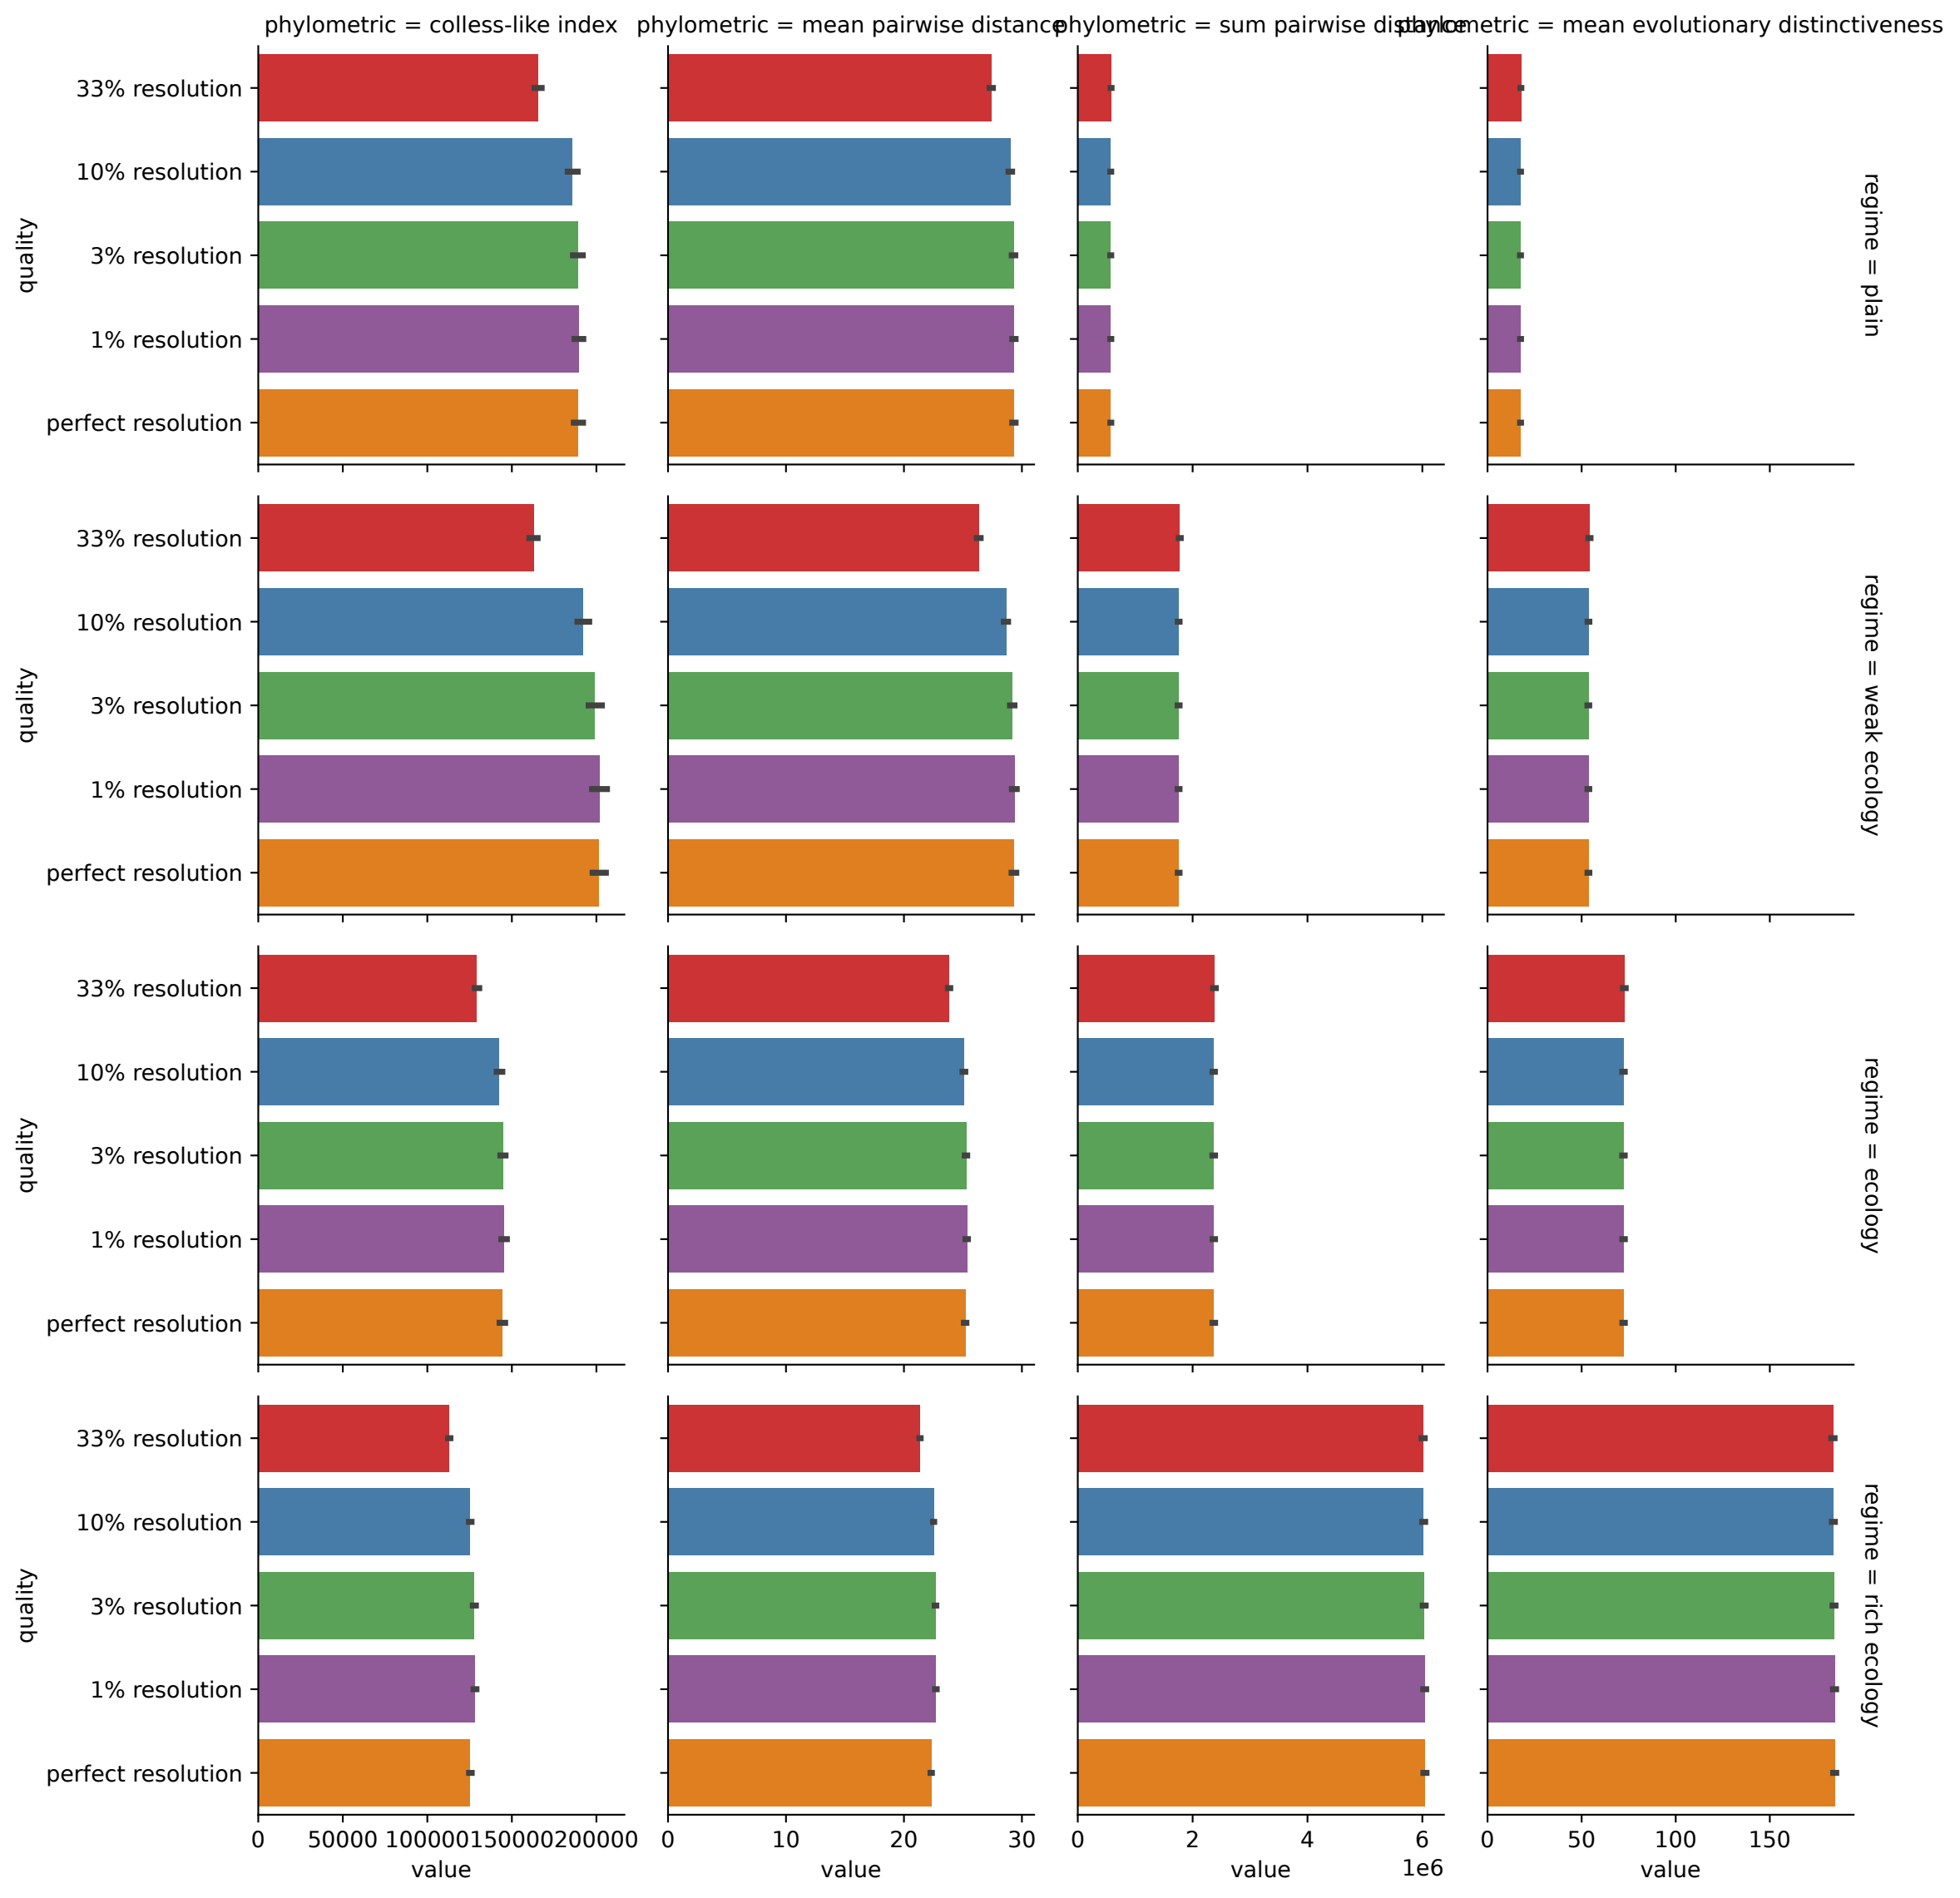 phylometric = colless-like index
phylometric = mean pairwise distance
phylometric = sum pairwise distance
phylometric = mean evolutionary distinctiveness
quality
33% resolution
10% resolution
3% resolution
1% resolution
perfect resolution
regime = plain
quality
33% resolution
10% resolution
3% resolution
1% resolution
perfect resolution
regime = weak ecology
quality
33% resolution
10% resolution
3% resolution
1% resolution
perfect resolution
regime = ecology
quality
33% resolution
10% resolution
3% resolution
1% resolution
perfect resolution
regime = rich ecology
0 50000 100000 150000 200000
value
0 10 20 30
value
0 2 4 6
1e6
value
0 50 100 150
value